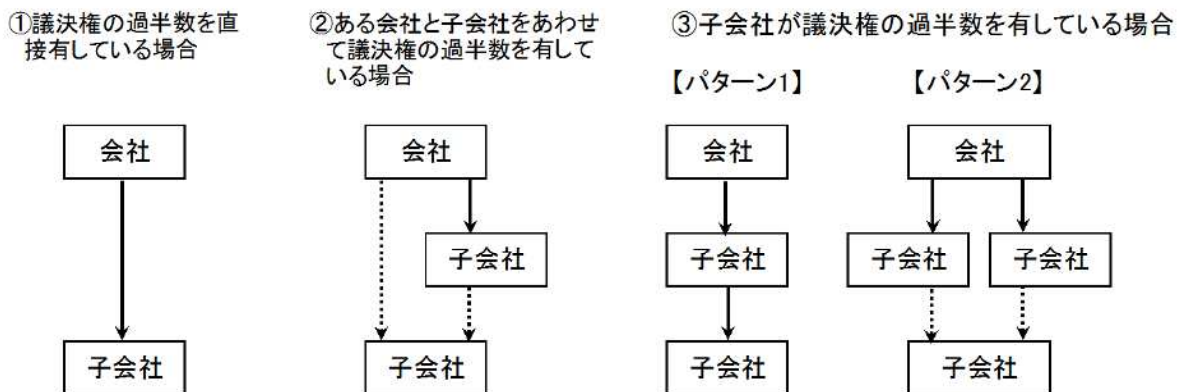 ①議決権の過半数を直
接有している場合
②ある会社と子会社をあわせ
て議決権の過半数を有して
いる場合
③子会社が議決権の過半数を有している場合
【パターン1】
【パターン2】
会社
会社
会社
会社
子会社
子会社
子会社
子会社
子会社
子会社
子会社
子会社